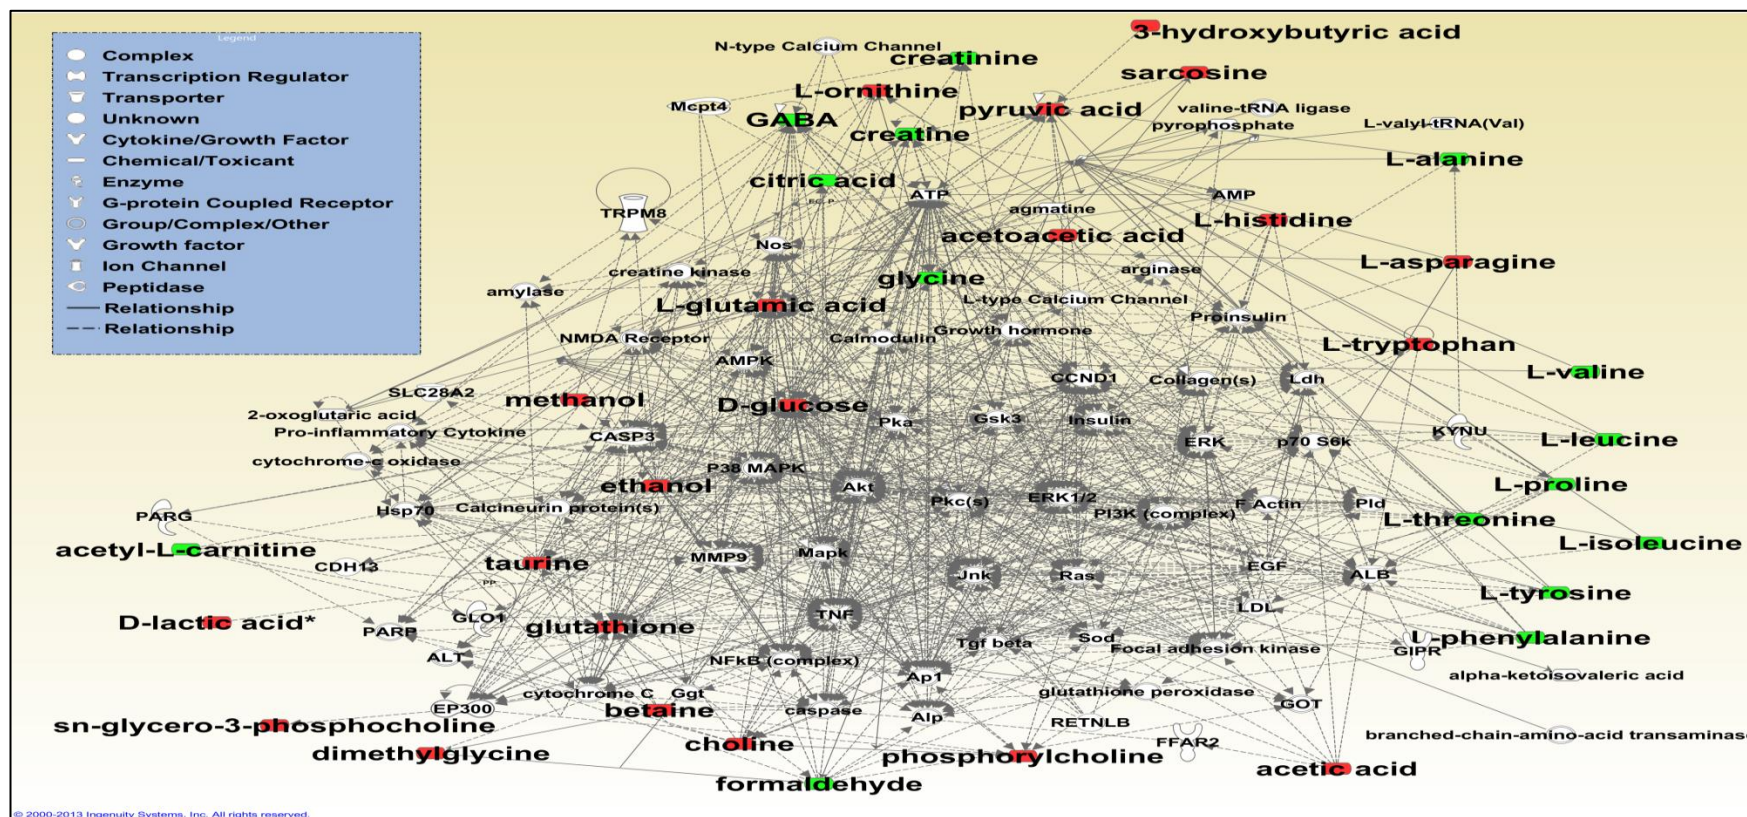 Legend
Complex
Transcription Regulator
Transporter
Unknown
Cytokine/Growth Factor
Chemical/Toxicant
Enzyme
G-protein Coupled Receptor
Group/Complex/Other
Growth factor
Ion Channel
Peptidase
Relationship
Relationship
3-hydroxybutyric acid
N-type Calcium Channel
creatinine
sarcosine
L-ornithine
Mcpt4
pyruvic acid
valine-tRNA ligase
GABA
creatine
pyrophosphate
L-valyl-tRNA(Val)
L-alanine
citric acid
ATP
AMP
TRPM8
agmatine
L-histidine
acetoacetic acid
Nos
creatine kinase
glycine
arginase
L-asparagine
amylase
L-glutamic acid
L-type Calcium Channel
Proinsulin
NMDA Receptor
Calmodulin
Growth hormone
L-tryptophan
AMPK
SLC28A2
CCND1
Collagen(s)
Ldh
L-valine
methanol
D-glucose
2-oxoglutaric acid
Pka
Gsk3
Insulin
Pro-inflammatory Cytokine
CASP3
ERK
p70 S6k
KYNU
L-leucine
cytochrome-c oxidase
P38 MAPK
ethanol
Akt
Pkc(s)
ERK1/2
L-proline
PARG
Hsp70
Calcineurin protein(s)
PI3K (complex)
F Actin
Pld
L-threonine
acetyl-L-carnitine
CDH13
taurine
MMP9
Mapk
L-isoleucine
Jnk
Ras
EGF
ALB
PP
L-tyrosine
D-lactic acid*
PARP
GLO1
glutathione
TNF
LDL
Tgf beta
Sod
Focal adhesion kinase
L-phenylalanine
GIPR
ALT
NFkB (complex)
Ap1
alpha-ketoisovaleric acid
cytochrome C
Ggt
glutathione peroxidase
EP300
betaine
caspase
Alp
RETNLB
GOT
sn-glycero-3-phosphocholine
dimethylglycine
choline
phosphorylcholine
FFAR2
branched-chain-amino-acid transaminase
acetic acid
formaldehyde
© 2000-2013 Ingenuity Systems, Inc. All rights reserved.